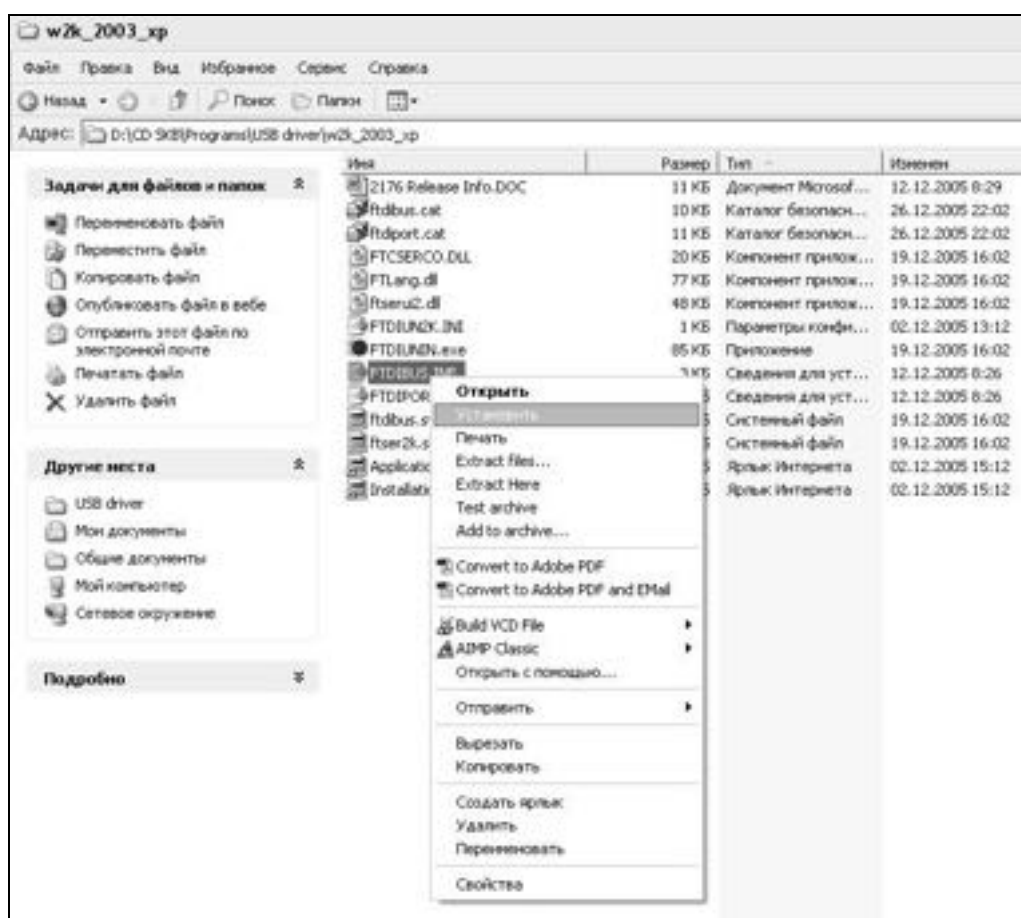 w2k_2003_xp
Файл Правка Вид Избранное Сервис Справка
Назад Поиск Папки
Адрес: D:\CD SKB\Programs\USB driver\w2k_2003_xp
Имя Размер Тип Изменен
Задачи для файлов и папок
Переименовать файл
Переместить файл
Копировать файл
Опубликовать файл в вебе
Отправить этот файл по
электронной почте
Печатать файл
Удалить файл
Другие места
USB driver
Мои документы
Общие документы
Мой компьютер
Сетевое окружение
Подробно
2176 Release Info.DOC 11 КБ Документ Microsof... 12.12.2005 8:29
ftdibus.cat 10 КБ Каталог безопасн... 26.12.2005 22:02
ftdiport.cat 11 КБ Каталог безопасн... 26.12.2005 22:02
FTCSERCO.DLL 20 КБ Компонент прилож... 19.12.2005 16:02
FTLang.dll 77 КБ Компонент прилож... 19.12.2005 16:02
ftserui2.dll 48 КБ Компонент прилож... 19.12.2005 16:02
FTDIUN2K.INI 1 КБ Параметры конфи... 02.12.2005 13:12
FTDIUNIN.exe 85 КБ Приложение 19.12.2005 16:02
FTDIBUS.INF 3 КБ Сведения для уст... 12.12.2005 8:26
FTDIPOR Сведения для уст... 12.12.2005 8:26
ftdibus.s Системный файл 19.12.2005 16:02
ftser2k.s Системный файл 19.12.2005 16:02
Applicatio Ярлык Интернета 02.12.2005 15:12
Installatio Ярлык Интернета 02.12.2005 15:12
Открыть
Установить
Печать
Extract files...
Extract Here
Test archive
Add to archive...
Convert to Adobe PDF
Convert to Adobe PDF and EMail
Build VCD File
AIMP Classic
Открыть с помощью...
Отправить
Вырезать
Копировать
Создать ярлык
Удалить
Переименовать
Свойства